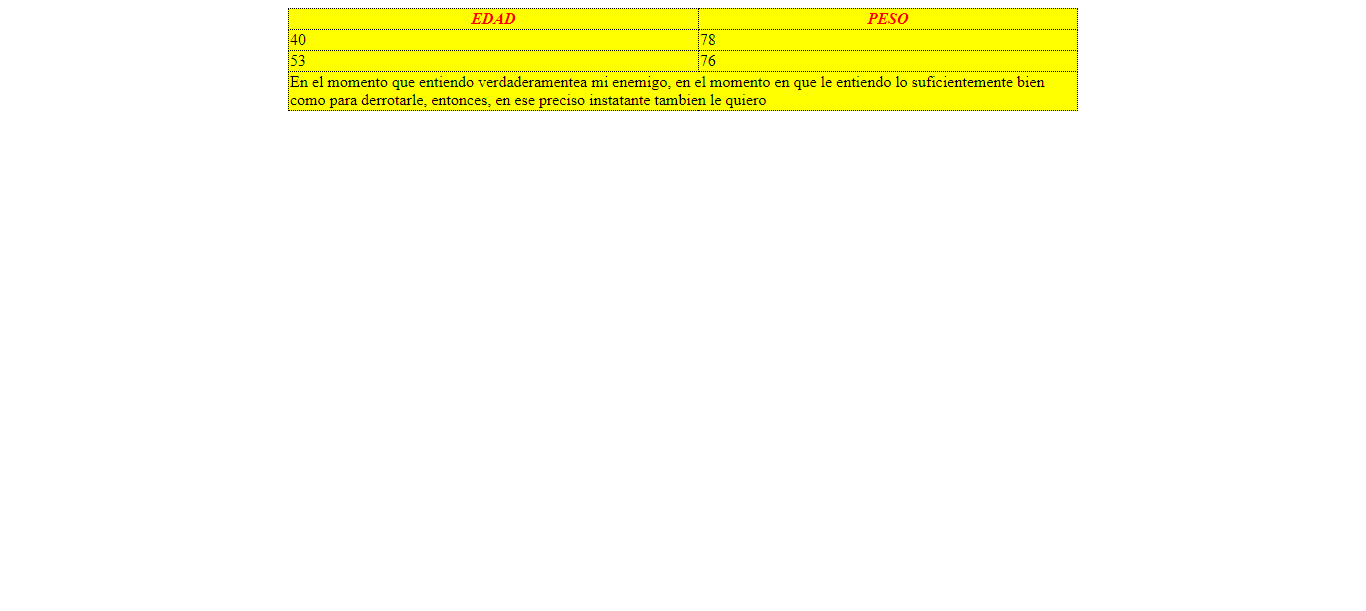 EDAD PESO
40 78
53 76
En el momento que entiendo verdaderamentea mi enemigo, en el momento en que le entiendo lo suficientemente bien
como para derrotarle, entonces, en ese preciso instatante tambien le quiero